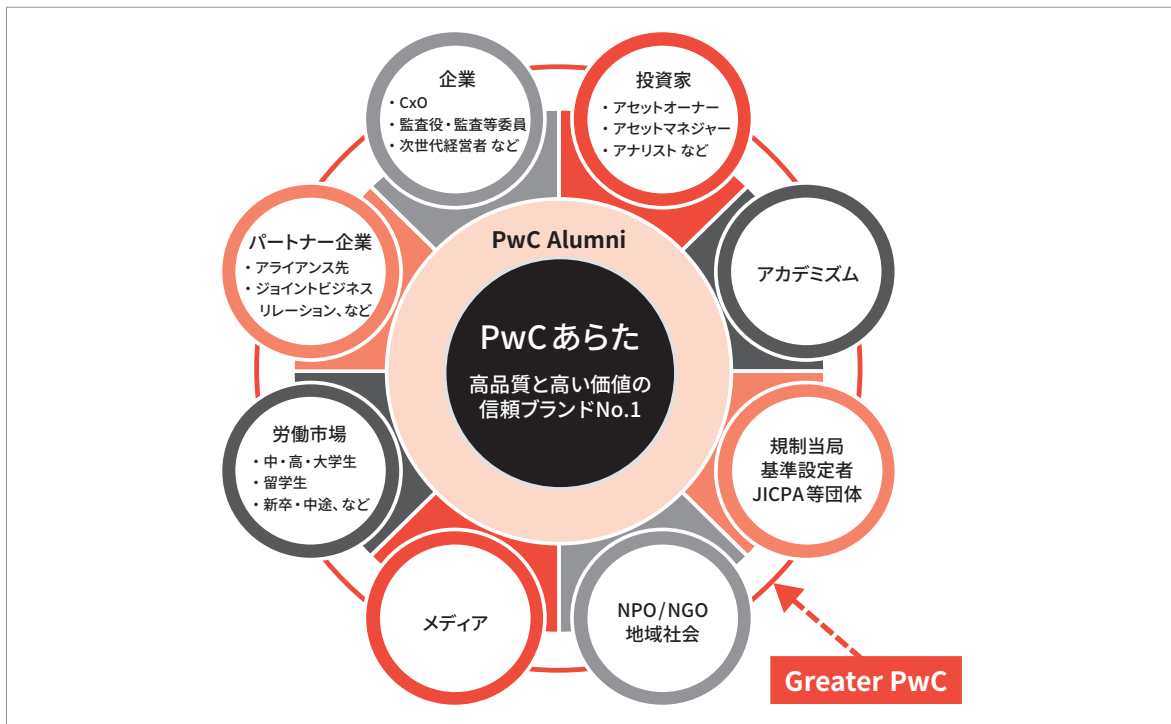 企業
・CxO
・監査役・監査等委員
・次世代経営者 など
投資家
・アセットオーナー
・アセットマネジャー
・アナリスト など
パートナー企業
・アライアンス先
・ジョイントビジネス
リレーション、など
アカデミズム
PwC Alumni
PwCあらた
高品質と高い価値の
信頼ブランドNo.1
労働市場
・中・高・大学生
・留学生
・新卒・中途、など
規制当局
基準設定者
JICPA等団体
メディア
NPO/NGO
地域社会
Greater PwC